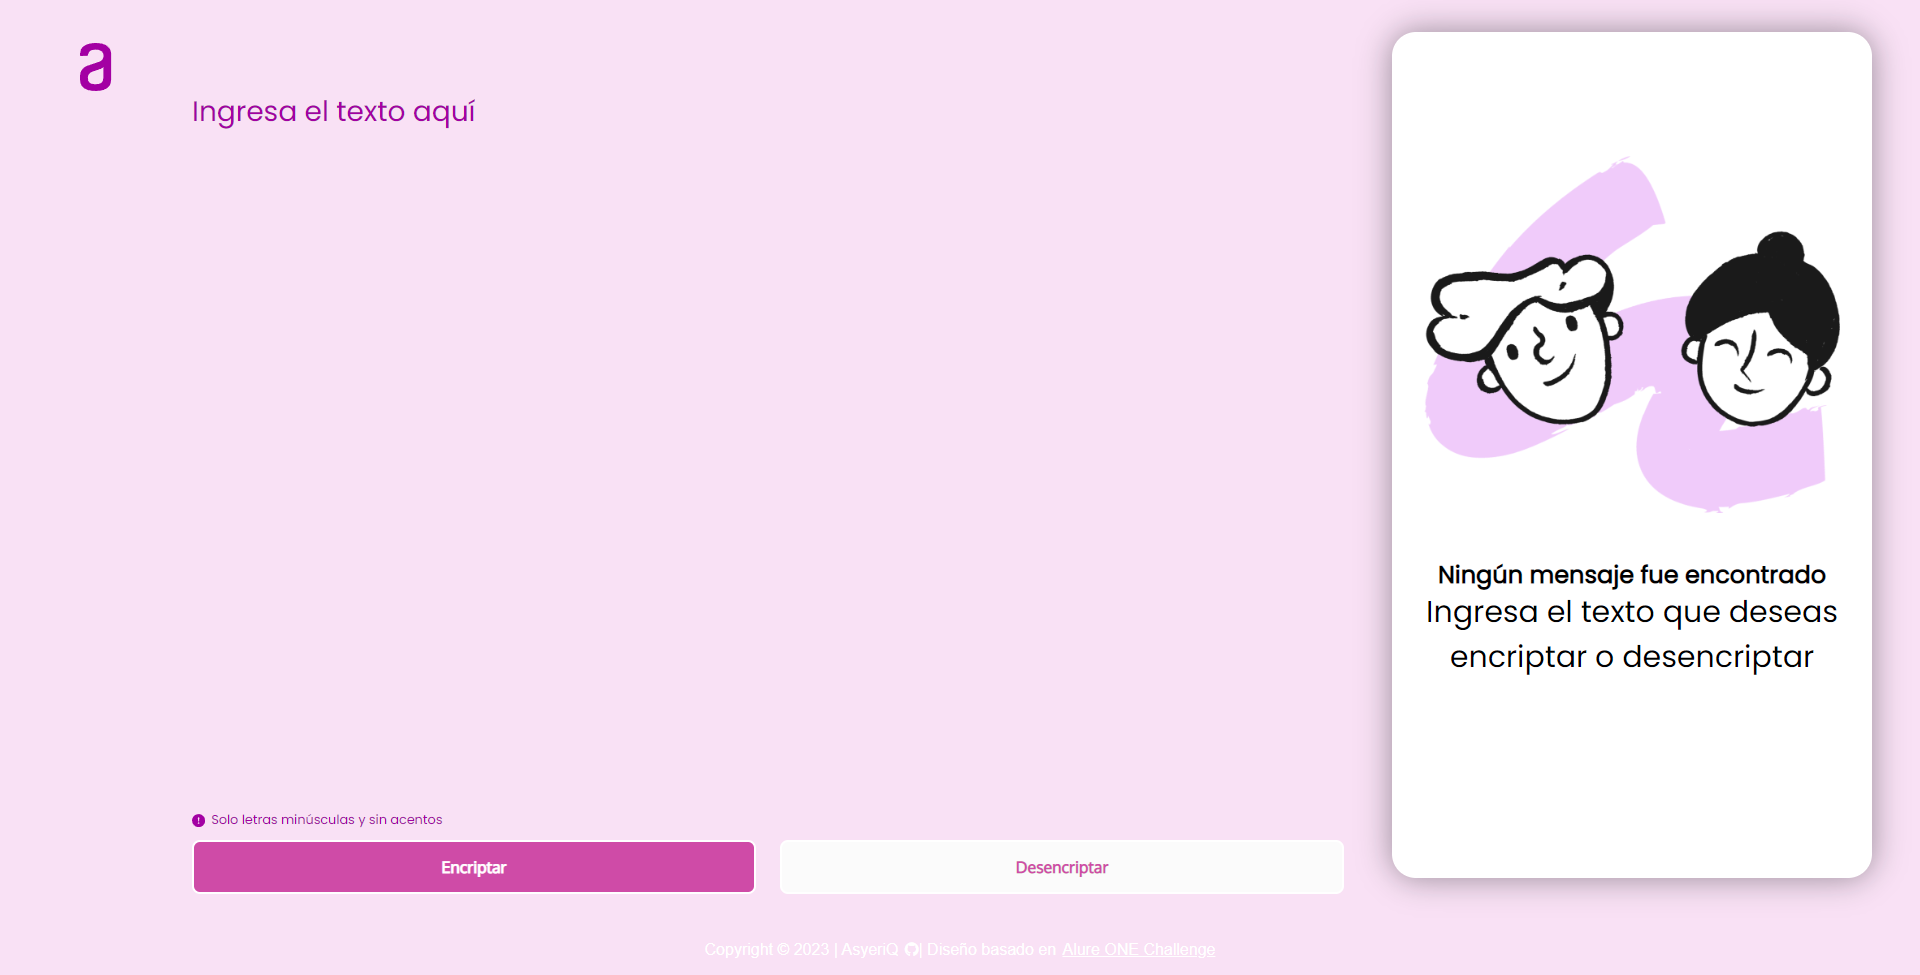 a
Ingresa el texto aquí
Ningún mensaje fue encontrado
Ingresa el texto que deseas
encriptar o desencriptar
Solo letras minúsculas y sin acentos
Encriptar
Desencriptar
Copyright © 2023 | AsyeriQ | Diseño basado en Alure ONE Challenge